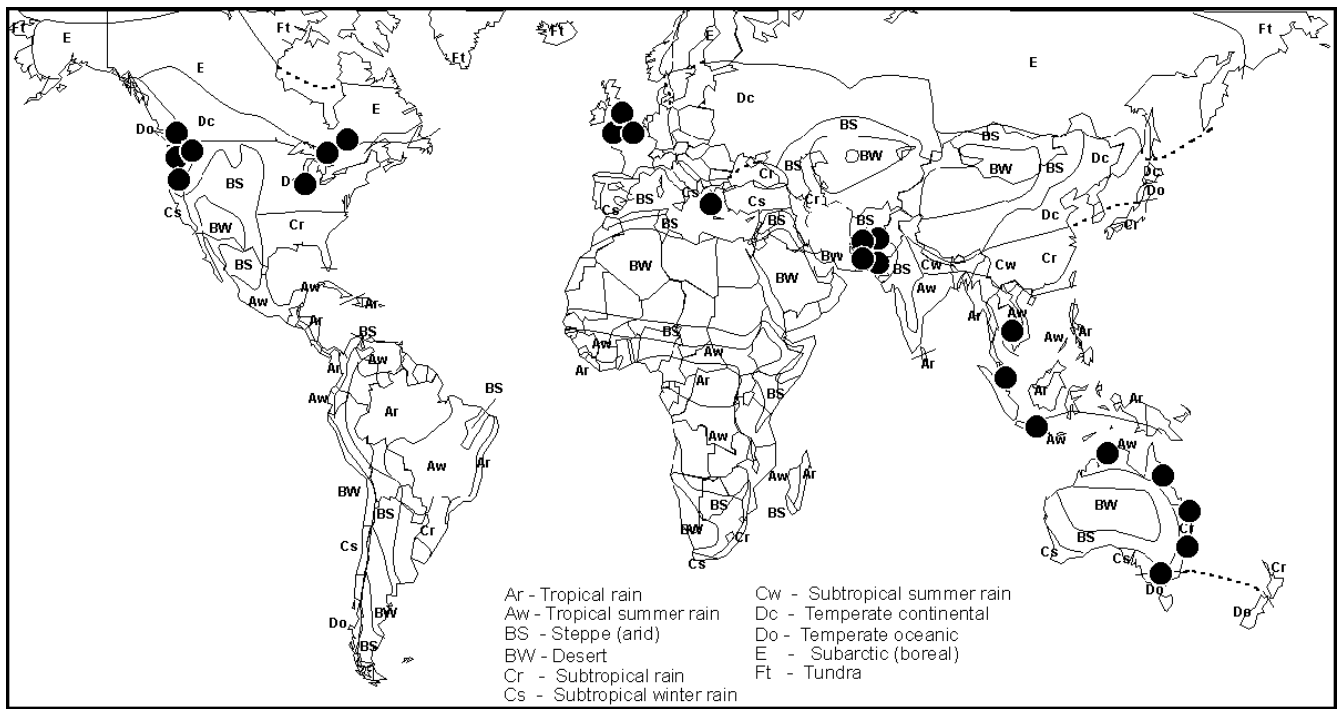 Ft Ft Ft Ft
E E E
Ft
E
E
Do Dc Dc
BS BS
BW BS BW BS Dc
D
BS Cr Dc
Do
Cs BS Cs Cs BS Cr
Cs Cr BS Dc
BW Cr BS Cr
BS BW BW Bw BS Cw Cw Cr
Aw Aw Aw
Ar Ar Ar Aw Aw Ar
BS BS
Aw Aw Aw
Ar Ar Ar
Aw Ar BS BS Ar Ar
Ar
Aw Aw Aw
Aw Ar Aw Ar
BW BS BS BS BW
Cr BW Cr Cr
Cs Cs BS Cs Cs
Cr
Do BW Do Do
BS
Ar - Tropical rain
Aw - Tropical summer rain
BS - Steppe (arid)
BW - Desert
Cr - Subtropical rain
Cs - Subtropical winter rain
Cw - Subtropical summer rain
Dc - Temperate continental
Do - Temperate oceanic
E - Subarctic (boreal)
Ft - Tundra